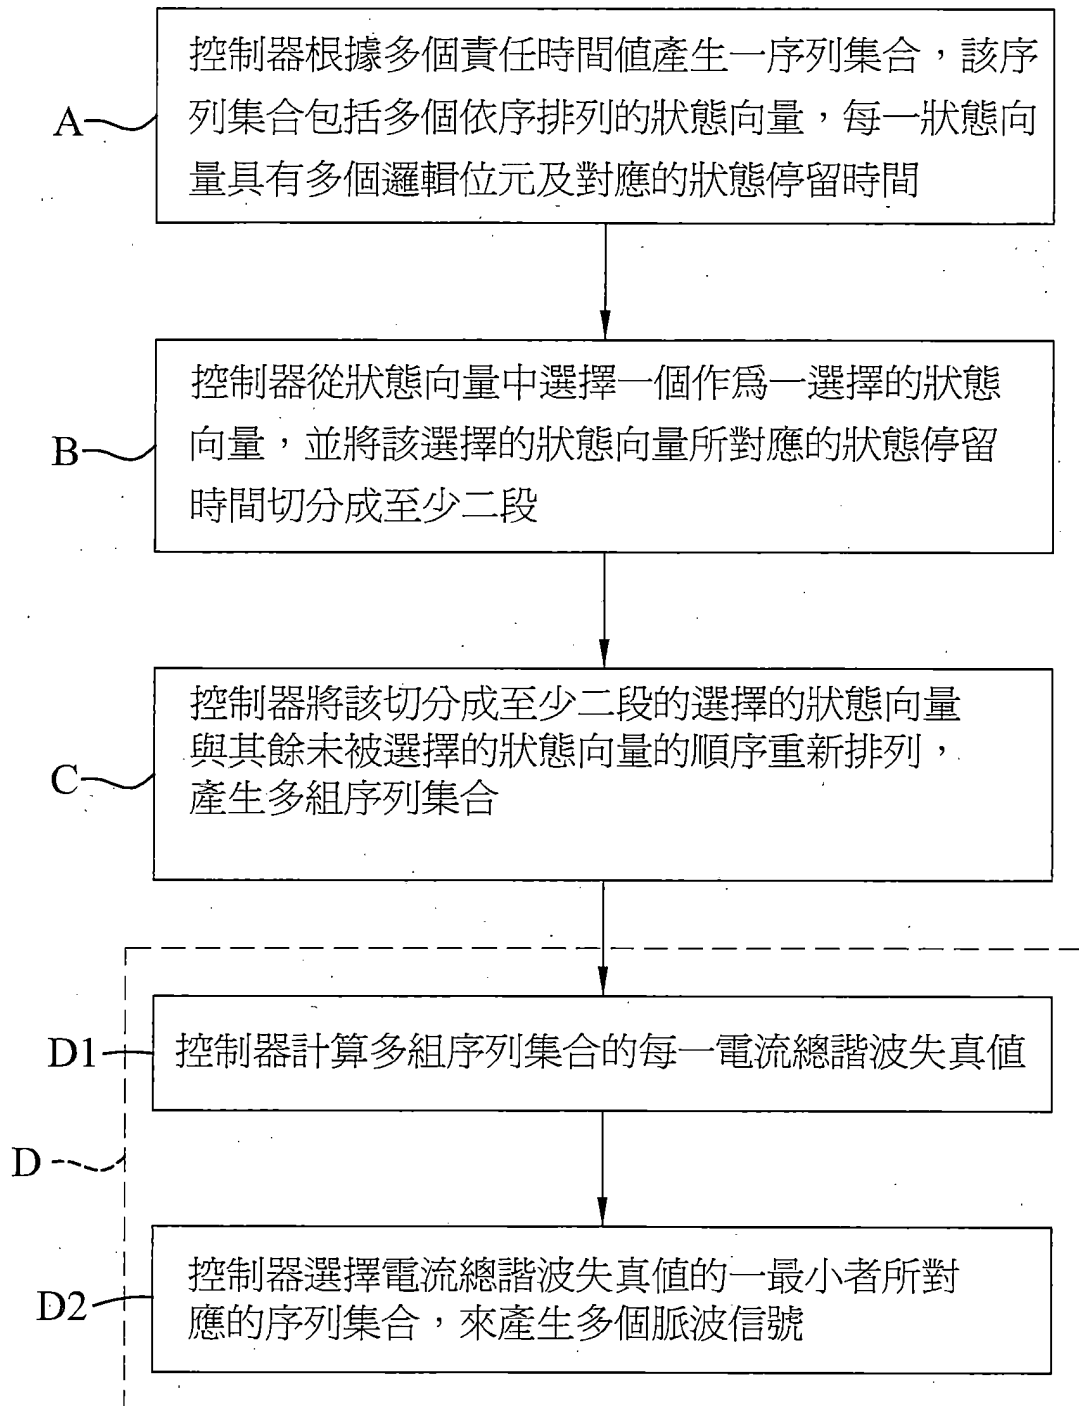 A
控制器根據多個責任時間值產生一序列集合，該序
列集合包括多個依序排列的狀態向量，每一狀態向
量具有多個邏輯位元及對應的狀態停留時間
B
控制器從狀態向量中選擇一個作爲一選擇的狀態
向量，並將該選擇的狀態向量所對應的狀態停留
時間切分成至少二段
C
控制器將該切分成至少二段的選擇的狀態向量
與其餘未被選擇的狀態向量的順序重新排列，
產生多組序列集合
D1
控制器計算多組序列集合的每一電流總諧波失真值
D
D2
控制器選擇電流總諧波失真值的一最小者所對
應的序列集合，來產生多個脈波信號